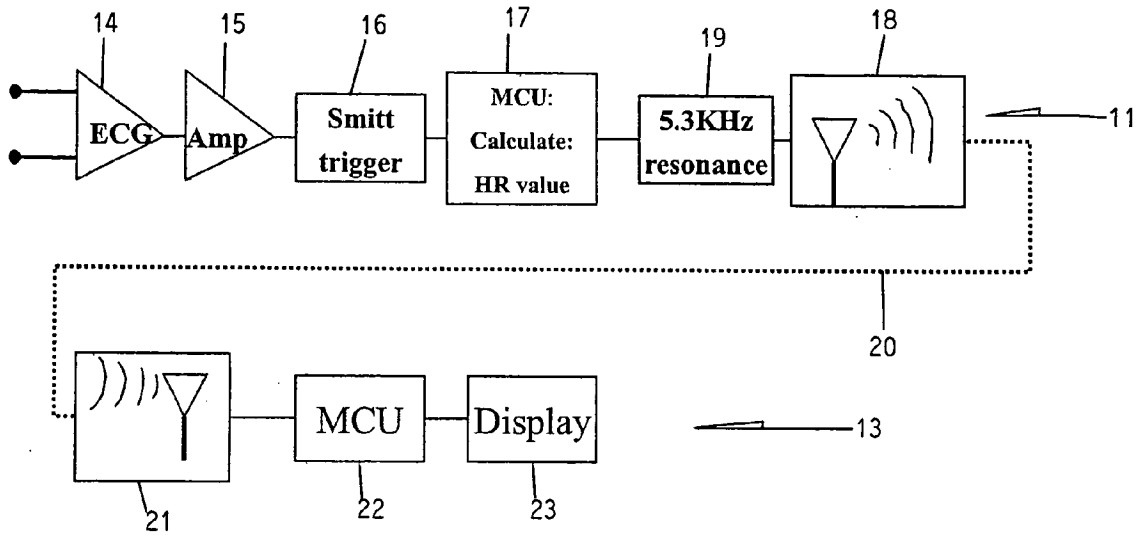 14
15
16
17
19
18
ECG
Amp
Smitt
trigger
MCU:
Calculate:
HR value
5.3KHz
resonance
11
20
MCU
Display
13
21
22
23